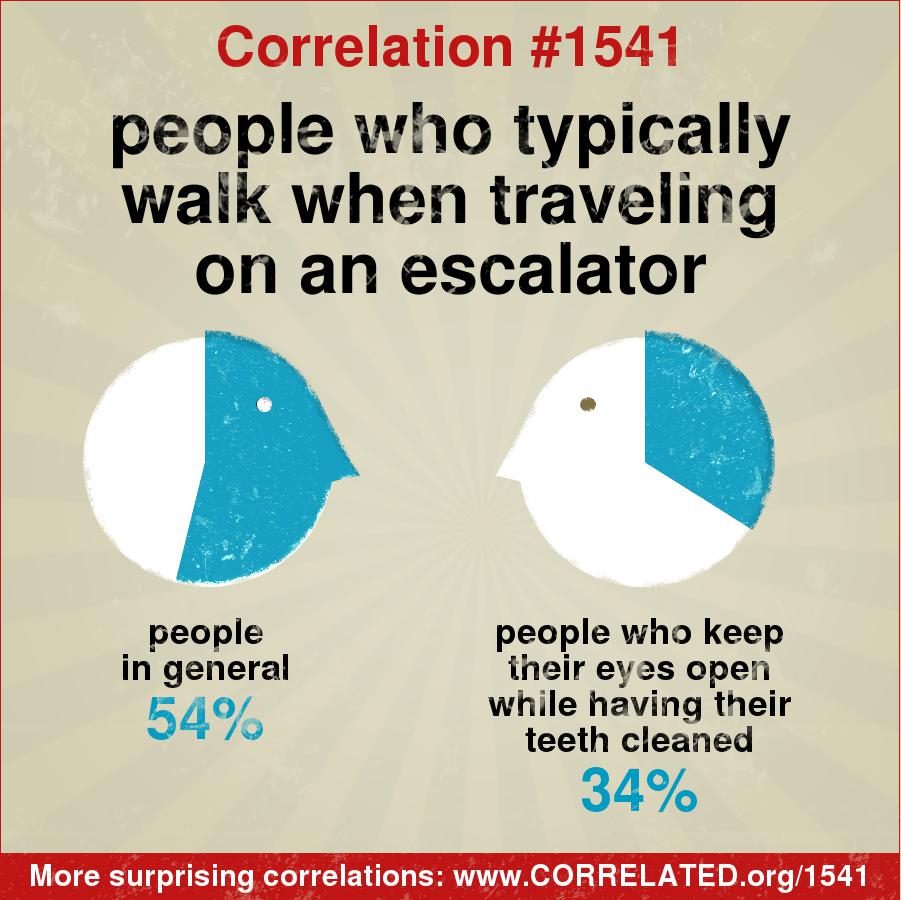 Correlation #1541
people who typically
walk when traveling
on an escalator
people
in general
54%
people who keep
their eyes open
while having their
teeth cleaned
34%
More surprising correlations: www.CORRELATED.org/1541